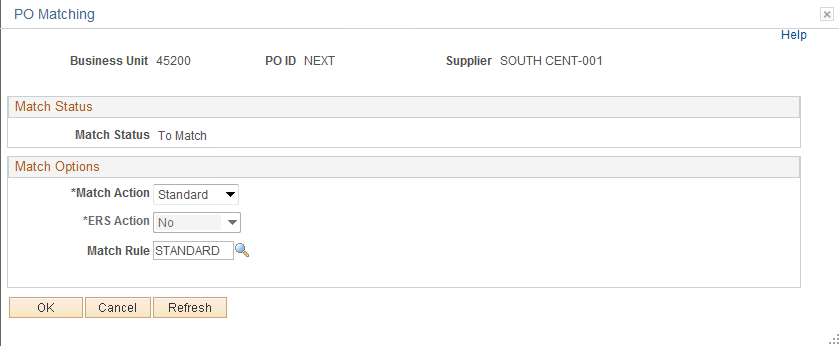 PO Matching
Help
Business Unit 45200 PO ID NEXT Supplier SOUTH CENT-001
Match Status
Match Status To Match
Match Options
*Match Action Standard
*ERS Action No
Match Rule STANDARD
OK Cancel Refresh